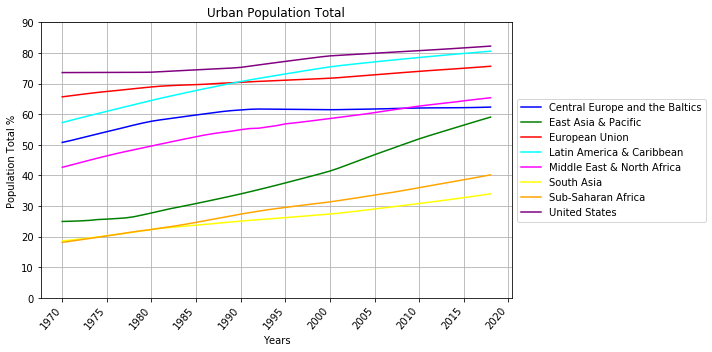 Urban Population Total
Population Total %
90
80
70
60
50
40
30
20
10
0
1970
1975
1980
1985
1990
1995
2000
2005
2010
2015
2020
Years
Central Europe and the Baltics
East Asia & Pacific
European Union
Latin America & Caribbean
Middle East & North Africa
South Asia
Sub-Saharan Africa
United States